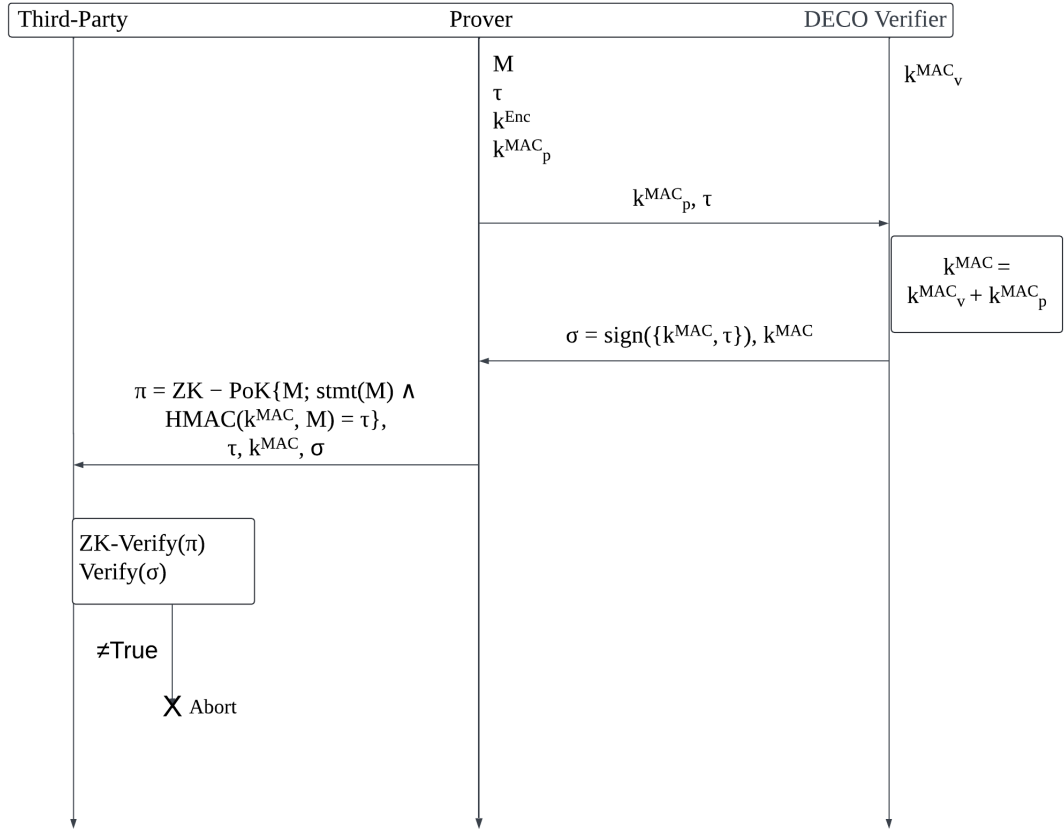 Third-Party Prover DECO Verifier
M
τ
k^Enc
k^MAC_p
k^MAC_v
k^MAC_p, τ
k^MAC =
k^MAC_v + k^MAC_p
σ = sign({k^MAC, τ}), k^MAC
π = ZK − PoK{M; stmt(M) ∧
HMAC(k^MAC, M) = τ},
τ, k^MAC, σ
ZK-Verify(π)
Verify(σ)
≠True
X Abort